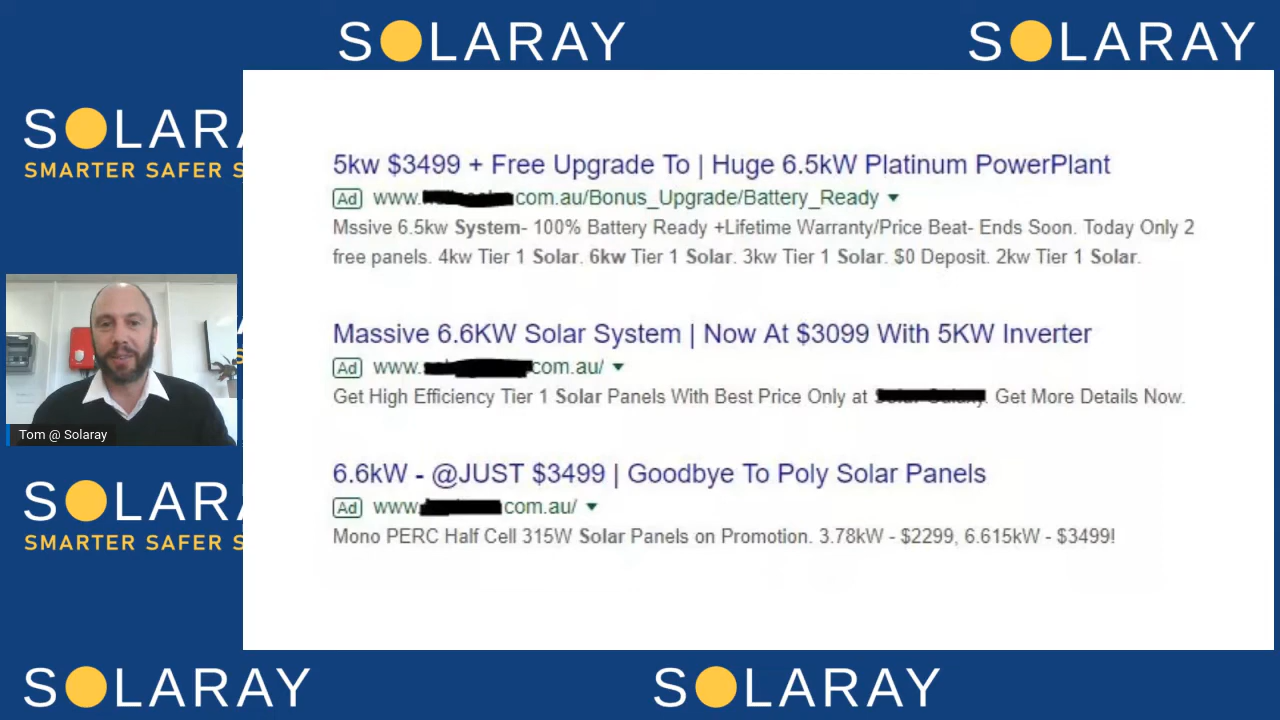 SOLARAY
SOLARAY
SOLARA
SMARTER SAFER S
5kw $3499 + Free Upgrade To | Huge 6.5kW Platinum PowerPlant
Ad www. com.au/Bonus_Upgrade/Battery_Ready
Mssive 6.5kw System- 100% Battery Ready +Lifetime Warranty/Price Beat- Ends Soon. Today Only 2
free panels. 4kw Tier 1 Solar. 6kw Tier 1 Solar. 3kw Tier 1 Solar. $0 Deposit. 2kw Tier 1 Solar.
Massive 6.6KW Solar System | Now At $3099 With 5KW Inverter
Ad www. com.au/
Get High Efficiency Tier 1 Solar Panels With Best Price Only at Get More Details Now.
Tom @ Solaray
6.6kW - @JUST $3499 | Goodbye To Poly Solar Panels
Ad www. com.au/
Mono PERC Half Cell 315W Solar Panels on Promotion. 3.78kW - $2299, 6.615kW - $3499!
SOLARA
SMARTER SAFER S
SOLARAY
SOLARAY